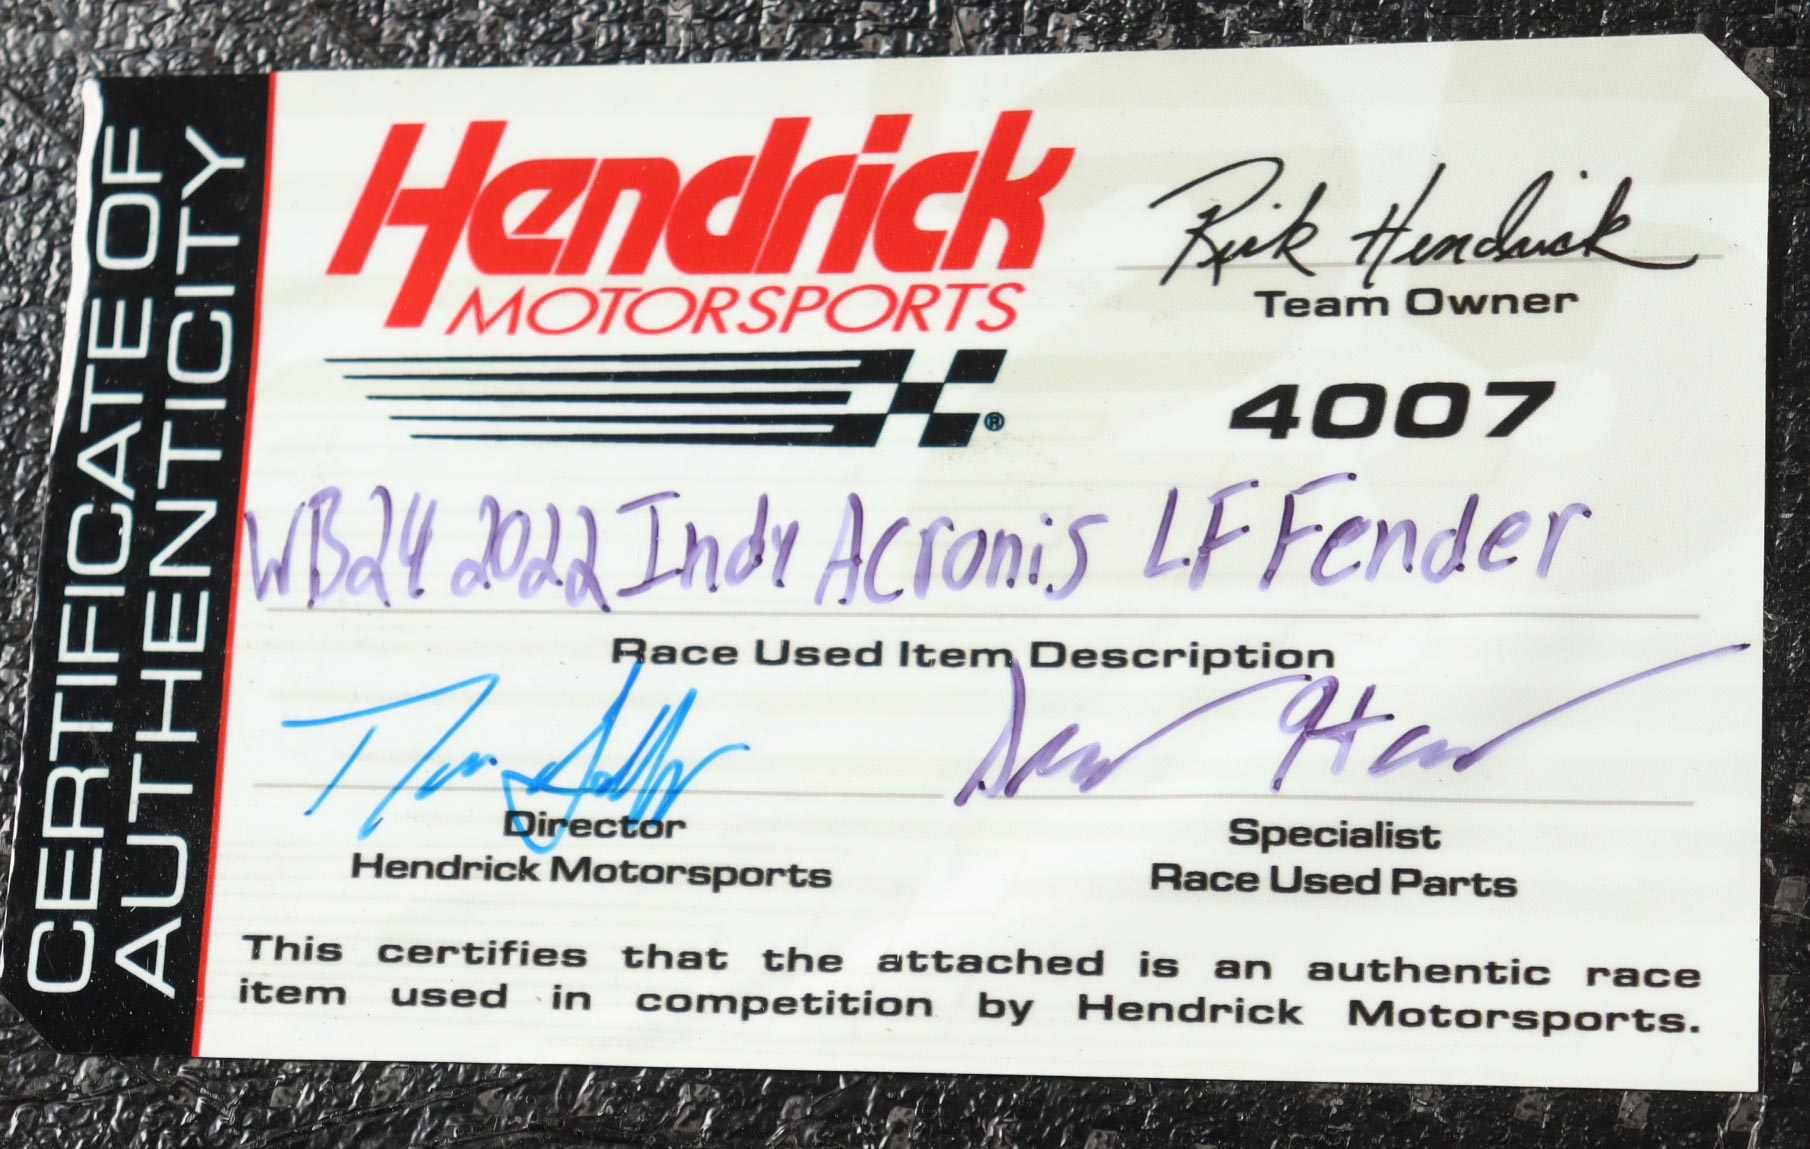 CERTIFICATE OF
AUTHENTICITY
Hendrick
MOTORSPORTS
®
Rick Hendrick
Team Owner
4007
WB24 2022 Indy Acronis LF Fender
Race Used Item Description
Director
Hendrick Motorsports
Specialist
Race Used Parts
This certifies that the attached is an authentic race
item used in competition by Hendrick Motorsports.